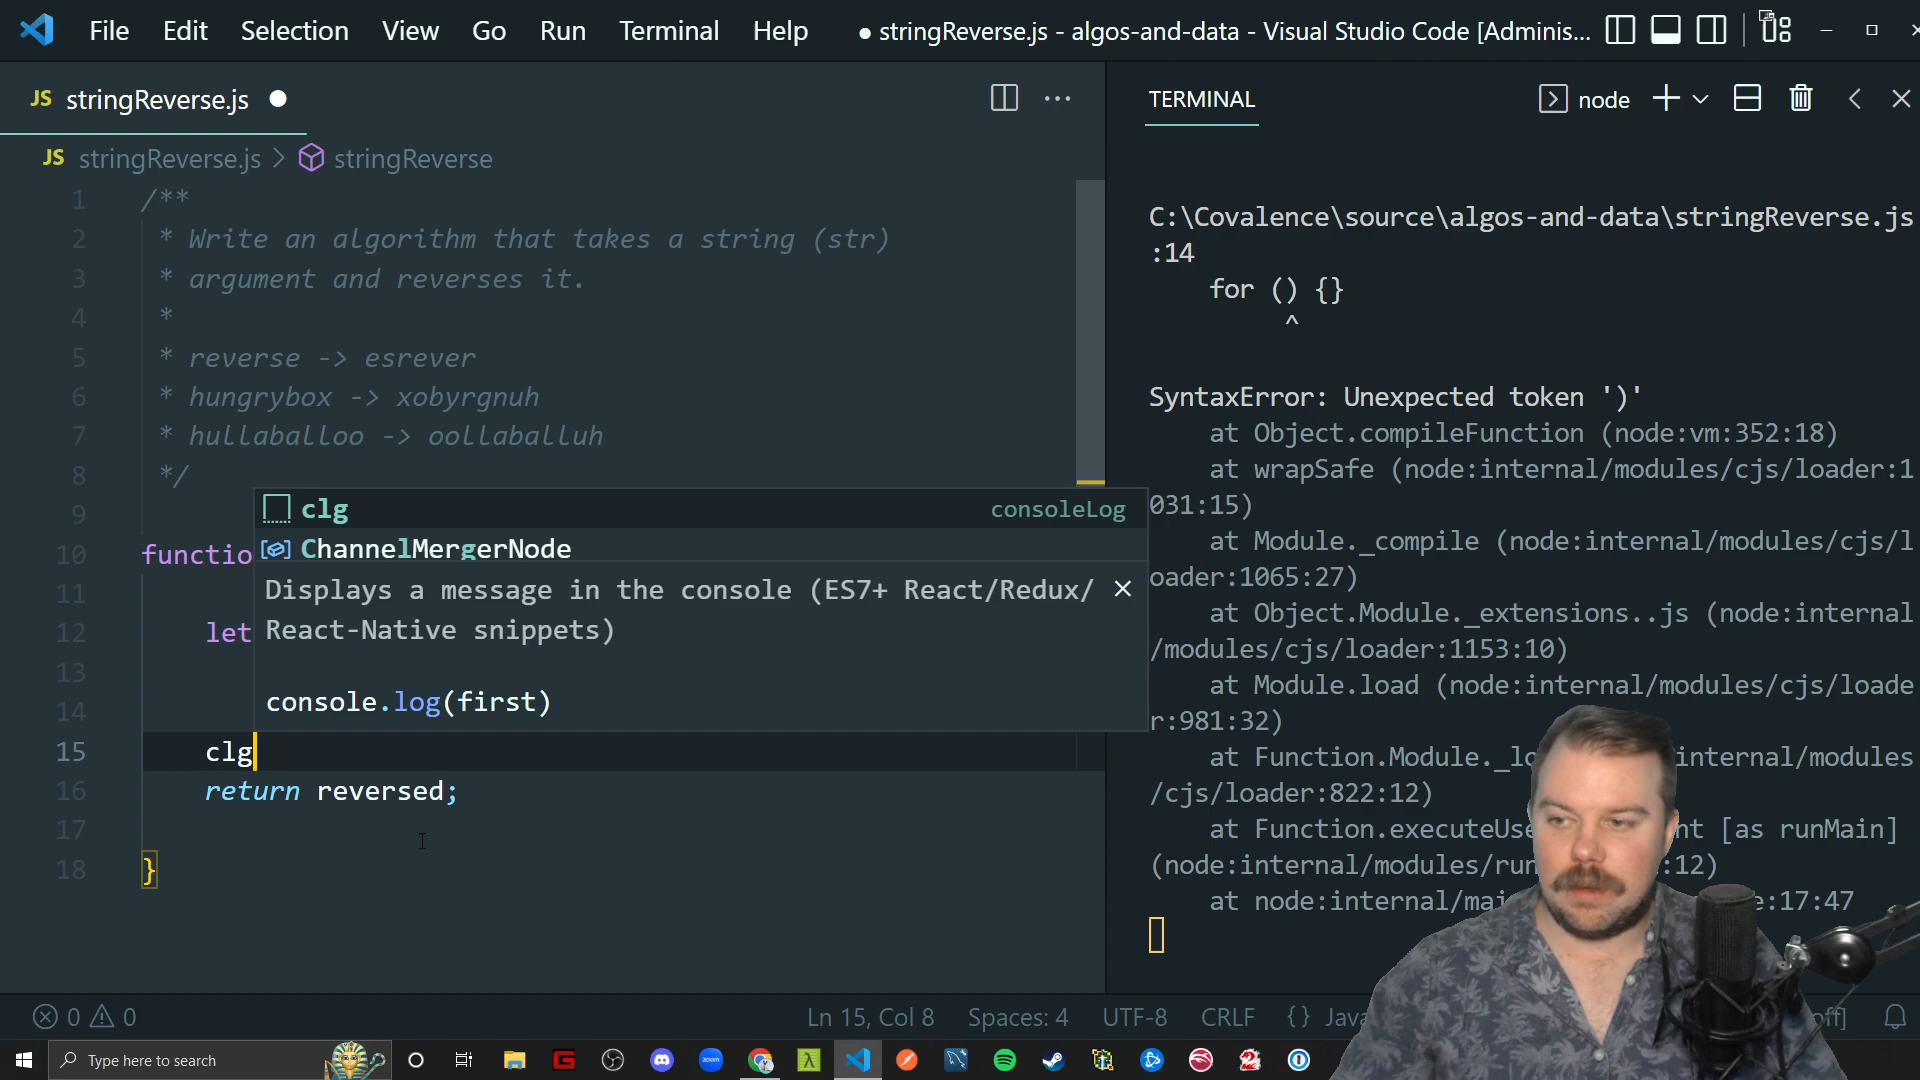 File Edit Selection View Go Run Terminal Help ● stringReverse.js - algos-and-data - Visual Studio Code [Adminis...
JS stringReverse.js
JS stringReverse.js > stringReverse
1 /**
2 * Write an algorithm that takes a string (str)
3 * argument and reverses it.
4 *
5 * reverse -> esrever
6 * hungrybox -> xobyrgnuh
7 * hullaballoo -> oollaballuh
8 */
9
10 functio
11
12 let
13
14
15 clg
16 return reversed;
17
18 }
clg consoleLog
ChannelMergerNode
Displays a message in the console (ES7+ React/Redux/
React-Native snippets)
console.log(first)
TERMINAL
node
C:\Covalence\source\algos-and-data\stringReverse.js
:14
for () {}
^
SyntaxError: Unexpected token ')'
at Object.compileFunction (node:vm:352:18)
at wrapSafe (node:internal/modules/cjs/loader:1
031:15)
at Module._compile (node:internal/modules/cjs/l
oader:1065:27)
at Object.Module._extensions..js (node:internal
/modules/cjs/loader:1153:10)
at Module.load (node:internal/modules/cjs/loade
r:981:32)
at Function.Module._lo internal/modules
/cjs/loader:822:12)
at Function.executeUse nt [as runMain]
(node:internal/modules/run :12)
at node:internal/mai e:17:47
0 0 Ln 15, Col 8 Spaces: 4 UTF-8 CRLF {} Java off]
Type here to search
zoom